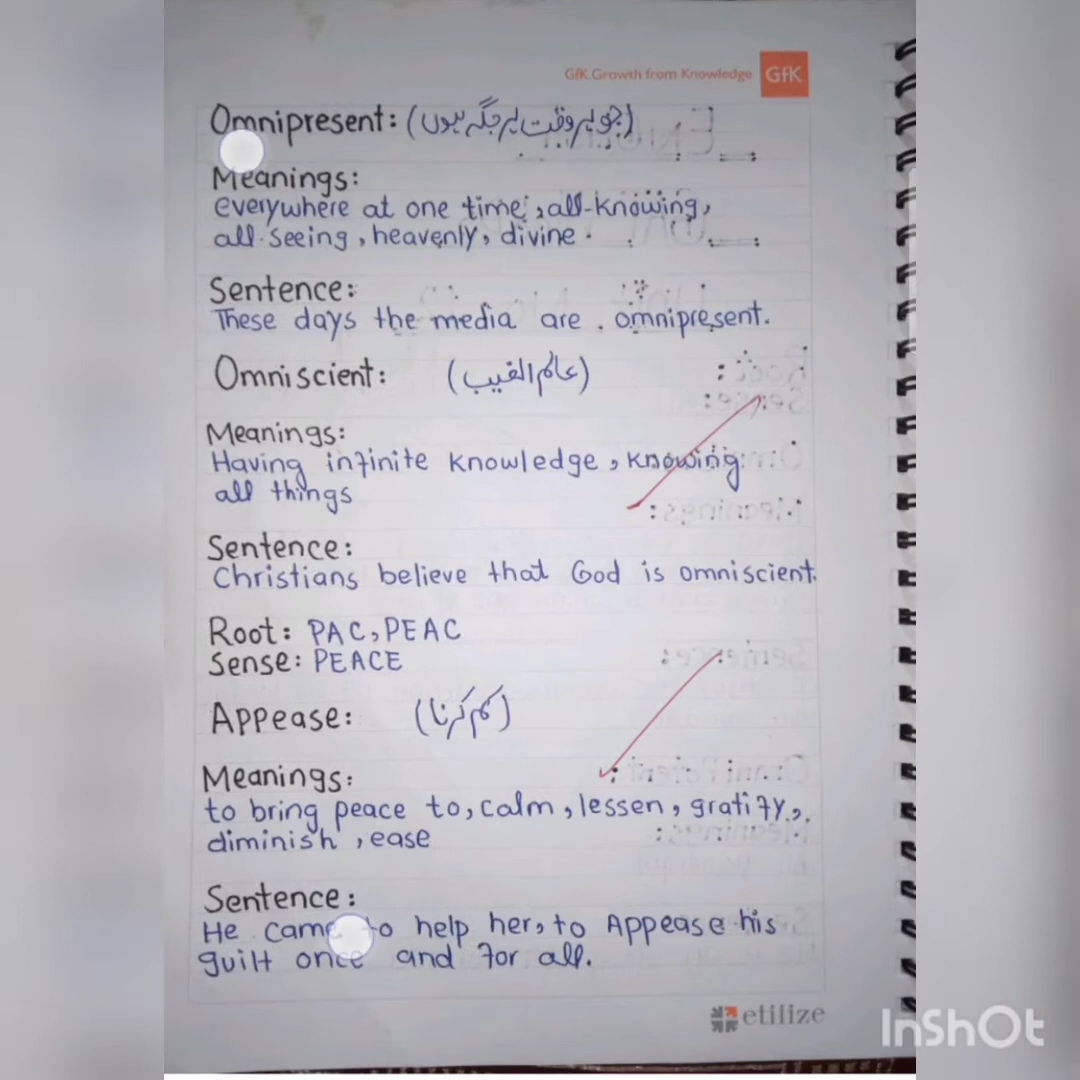 GfK. Growth from Knowledge GfK
Omnipresent: (جو ہر وقت ہر جگہ ہوں)
Meanings:
everywhere at one time, all-knowing,
all-seeing, heavenly, divine.
Sentence:
These days the media are omnipresent.
Omniscient: (عالم الغیب)
Meanings:
Having infinite knowledge, knowing
all things
Sentence:
Christians believe that God is omniscient.
Root: PAC, PEAC
Sense: PEACE
Appease: (کم کرنا)
Meanings:
to bring peace to, calm, lessen, gratify,
diminish, ease
Sentence:
He came to help her, to Appease his
guilt once and for all.
etilize
InShOt